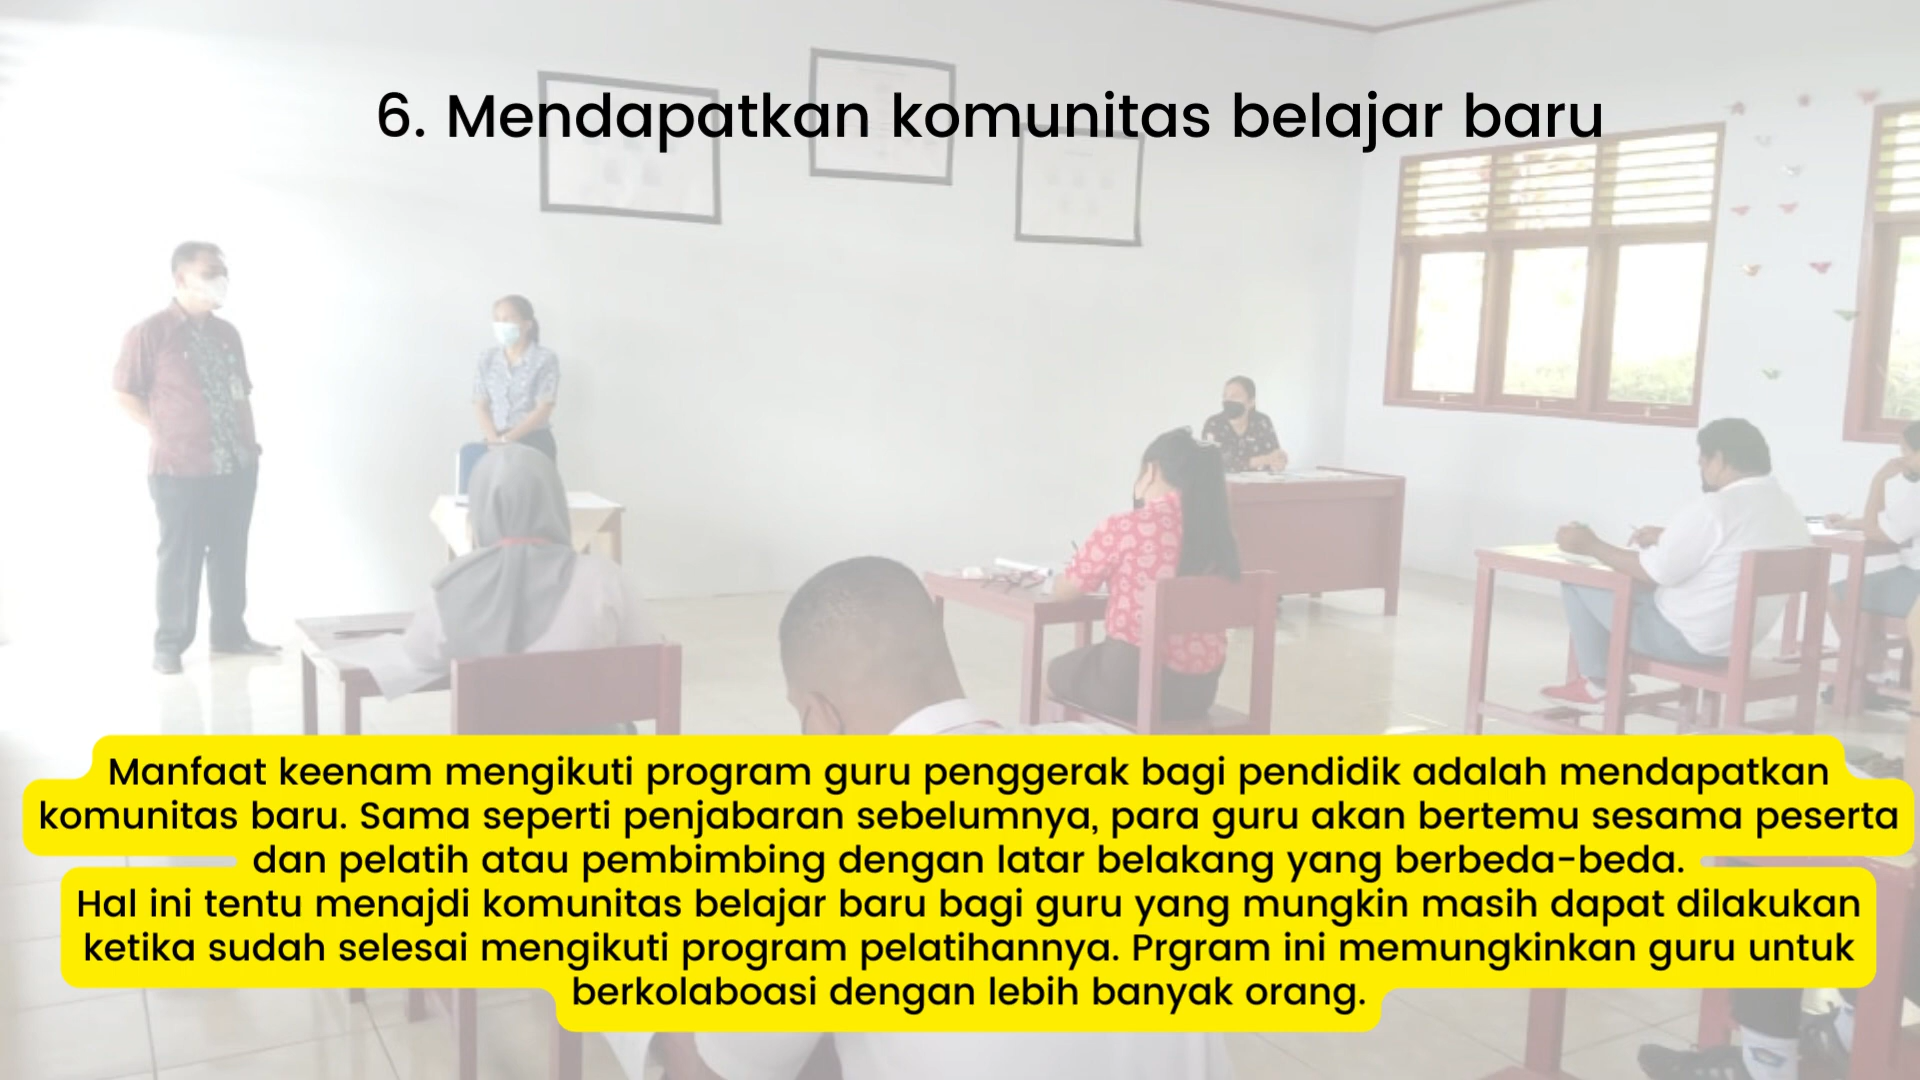 6. Mendapatkan komunitas belajar baru
Manfaat keenam mengikuti program guru penggerak bagi pendidik adalah mendapatkan
komunitas baru. Sama seperti penjabaran sebelumnya, para guru akan bertemu sesama peserta
dan pelatih atau pembimbing dengan latar belakang yang berbeda-beda.
Hal ini tentu menajdi komunitas belajar baru bagi guru yang mungkin masih dapat dilakukan
ketika sudah selesai mengikuti program pelatihannya. Prgram ini memungkinkan guru untuk
berkolaboasi dengan lebih banyak orang.